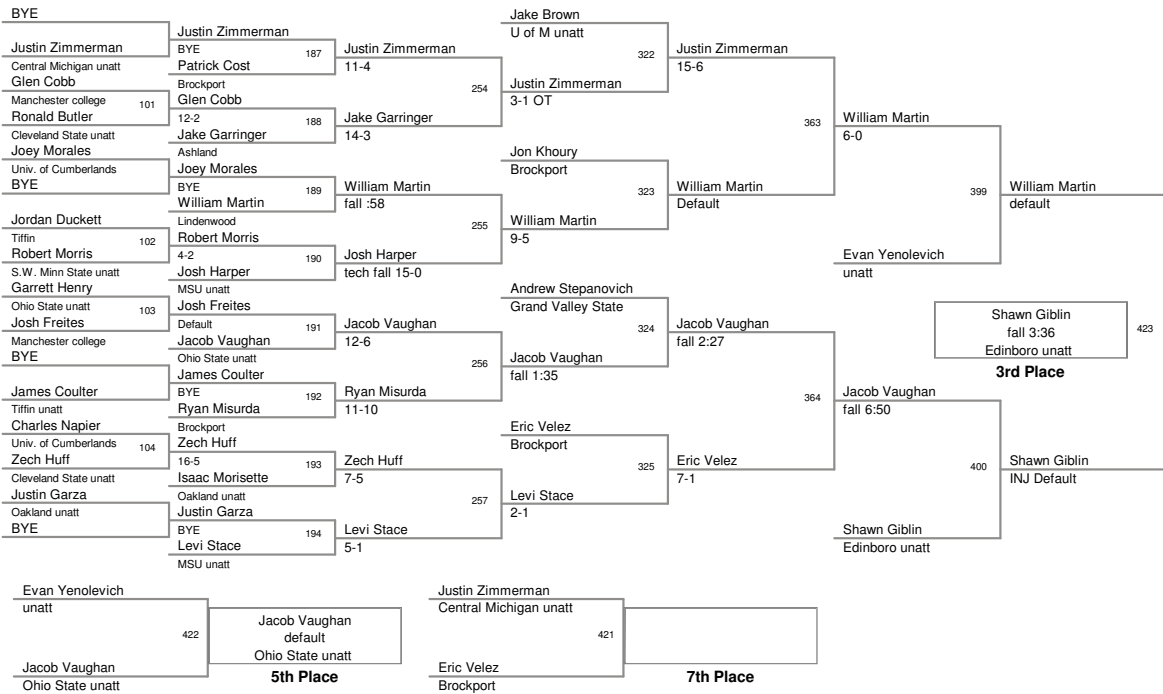 BYE
Justin Zimmerman
Central Michigan unatt
Glen Cobb
Manchester college
101
Ronald Butler
Cleveland State unatt
Joey Morales
Univ. of Cumberlands
BYE
Jordan Duckett
Tiffin
102
Robert Morris
S.W. Minn State unatt
Garrett Henry
Ohio State unatt
103
Josh Freites
Manchester college
BYE
James Coulter
Tiffin unatt
Charles Napier
Univ. of Cumberlands
104
Zech Huff
Cleveland State unatt
Justin Garza
Oakland unatt
BYE
Justin Zimmerman
BYE
187
Patrick Cost
Brockport
Glen Cobb
12-2
188
Jake Garringer
Ashland
Joey Morales
BYE
189
William Martin
Lindenwood
Robert Morris
4-2
190
Josh Harper
MSU unatt
Josh Freites
Default
191
Jacob Vaughan
Ohio State unatt
James Coulter
BYE
192
Ryan Misurda
Brockport
Zech Huff
16-5
193
Isaac Morisette
Oakland unatt
Justin Garza
BYE
194
Levi Stace
MSU unatt
Justin Zimmerman
11-4
254
Jake Garringer
14-3
William Martin
fall :58
255
Josh Harper
tech fall 15-0
Jacob Vaughan
12-6
256
Ryan Misurda
11-10
Zech Huff
7-5
257
Levi Stace
5-1
Jake Brown
U of M unatt
322
Justin Zimmerman
3-1 OT
Jon Khoury
Brockport
323
William Martin
9-5
Andrew Stepanovich
Grand Valley State
324
Jacob Vaughan
fall 1:35
Eric Velez
Brockport
325
Levi Stace
2-1
Justin Zimmerman
15-6
363
William Martin
Default
Jacob Vaughan
fall 2:27
364
Eric Velez
7-1
William Martin
6-0
399
Evan Yenolevich
unatt
Jacob Vaughan
fall 6:50
400
Shawn Giblin
Edinboro unatt
William Martin
default
Shawn Giblin
fall 3:36
Edinboro unatt
423
3rd Place
Shawn Giblin
INJ Default
Evan Yenolevich
unatt
422
Jacob Vaughan
Ohio State unatt
Jacob Vaughan
default
Ohio State unatt
5th Place
Justin Zimmerman
Central Michigan unatt
421
Eric Velez
Brockport
7th Place